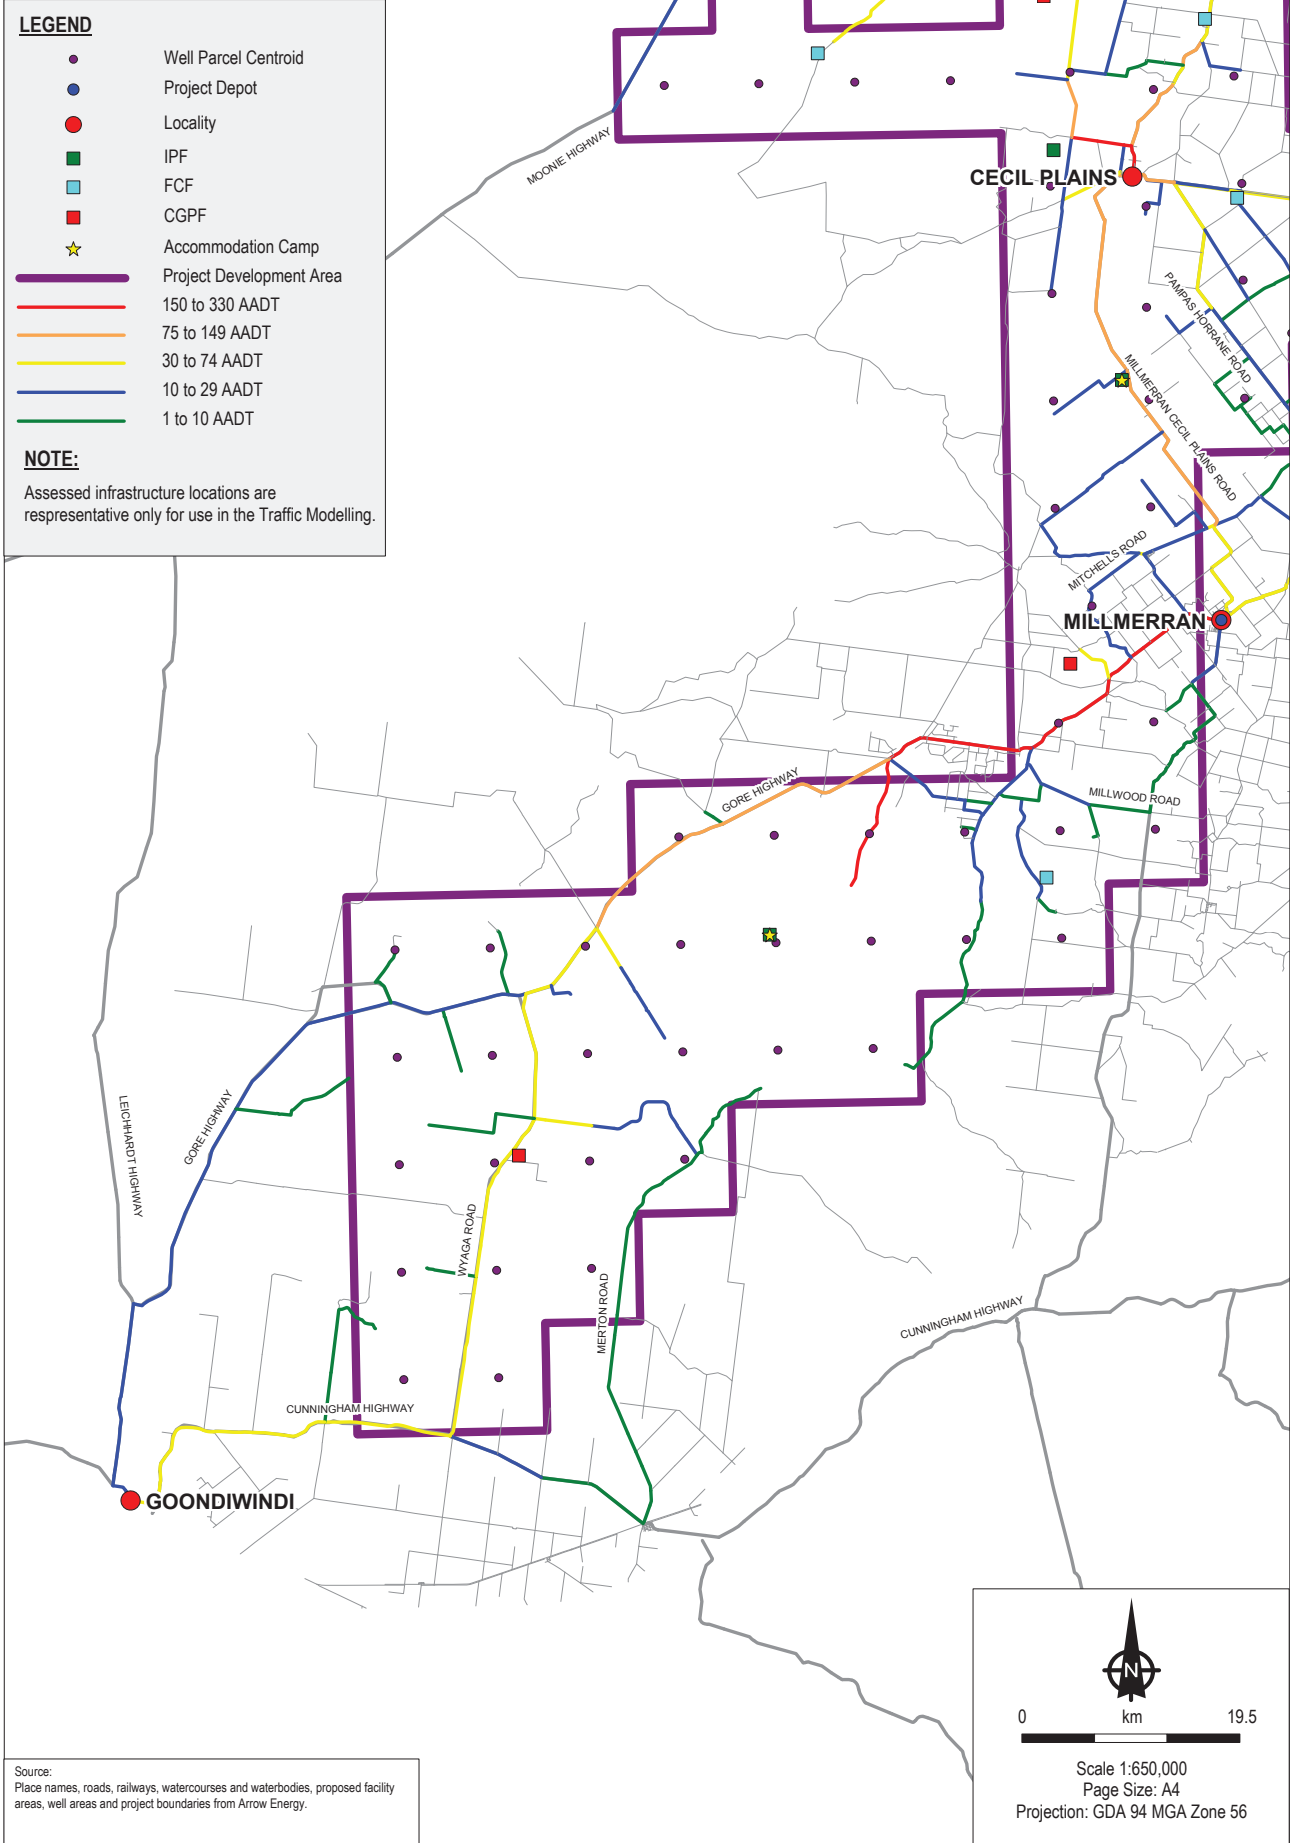 LEGEND
Well Parcel Centroid
Project Depot
Locality
IPF
FCF
CGPF
Accommodation Camp
Project Development Area
150 to 330 AADT
75 to 149 AADT
30 to 74 AADT
10 to 29 AADT
1 to 10 AADT
NOTE:
Assessed infrastructure locations are
respresentative only for use in the Traffic Modelling.
MOONIE HIGHWAY
CECIL PLAINS
PAMPAS HORRANE ROAD
MILLMERRAN CECIL PLAINS ROAD
MITCHELLS ROAD
MILLMERRAN
GORE HIGHWAY
MILLWOOD ROAD
LEICHHARDT HIGHWAY
GORE HIGHWAY
WYAGA ROAD
MERTON ROAD
CUNNINGHAM HIGHWAY
CUNNINGHAM HIGHWAY
GOONDIWINDI
N
0 km 19.5
Scale 1:650,000
Page Size: A4
Projection: GDA 94 MGA Zone 56
Source:
Place names, roads, railways, watercourses and waterbodies, proposed facility
areas, well areas and project boundaries from Arrow Energy.